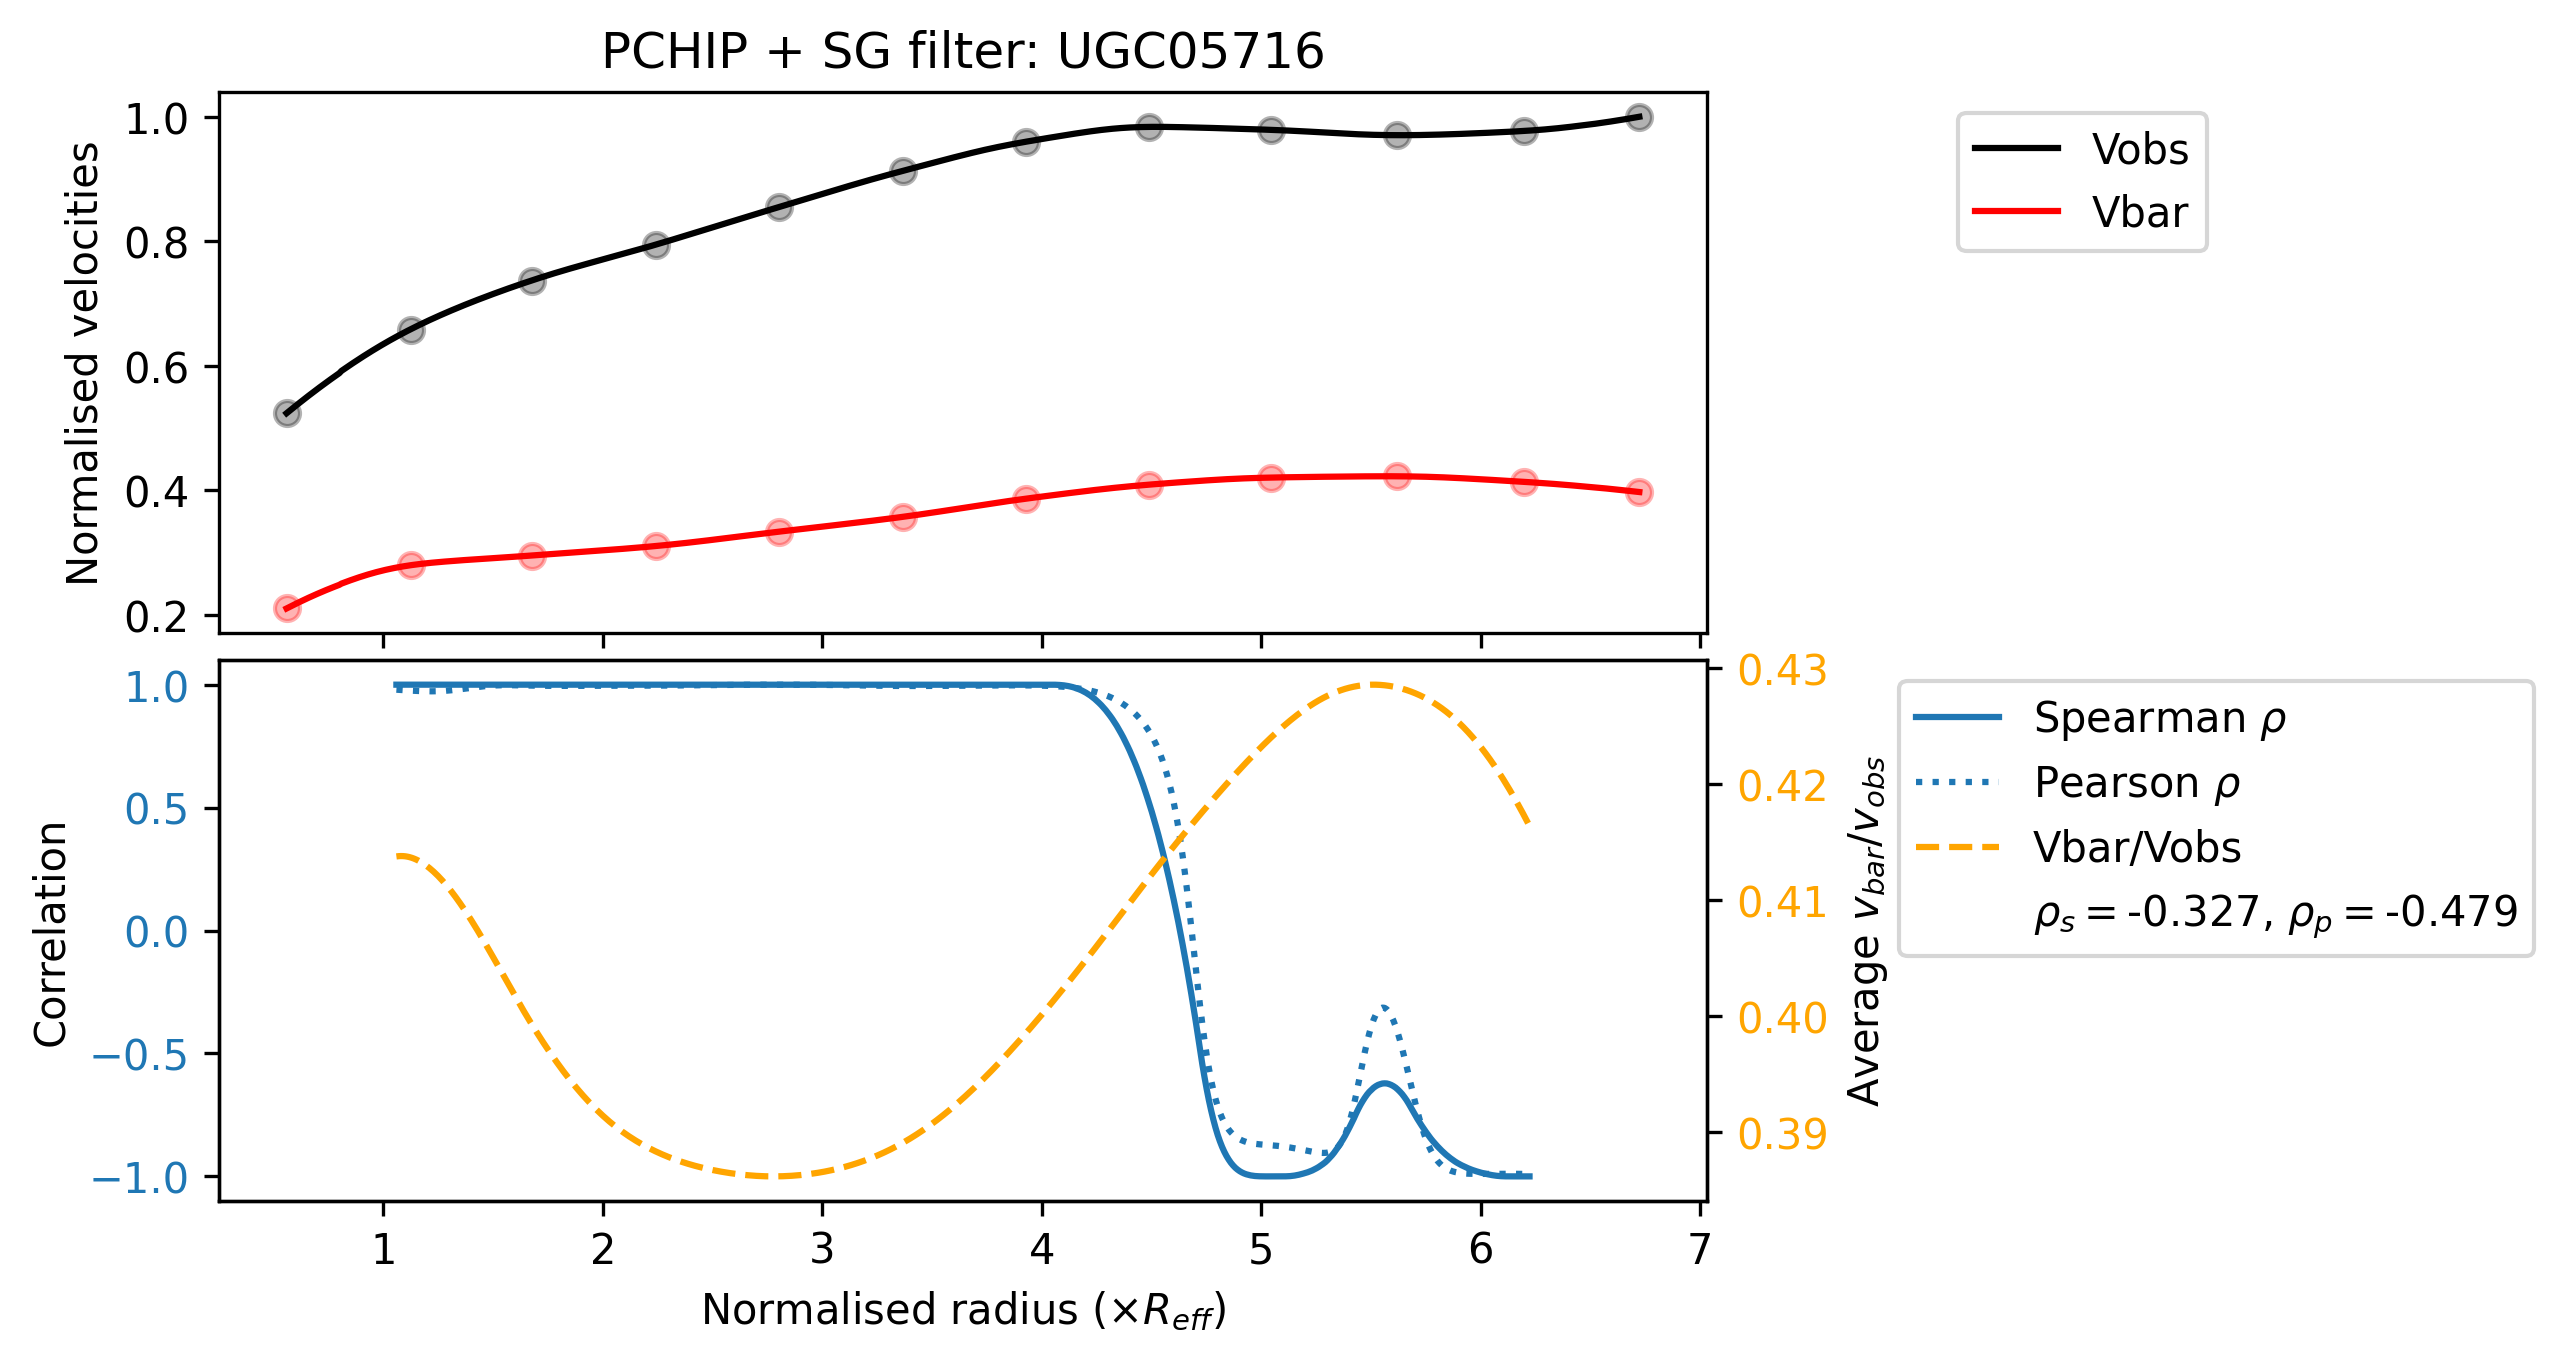 PCHIP + SG filter: UGC05716
Normalised velocities
1.0
0.8
0.6
0.4
0.2
Vobs
Vbar
Correlation
1.0
0.5
0.0
−0.5
−1.0
0.43
0.42
0.41
0.40
0.39
Average v_bar/v_obs
Spearman ρ
Pearson ρ
Vbar/Vobs
ρ_s = -0.327, ρ_p = -0.479
1 2 3 4 5 6 7
Normalised radius (×R_eff)